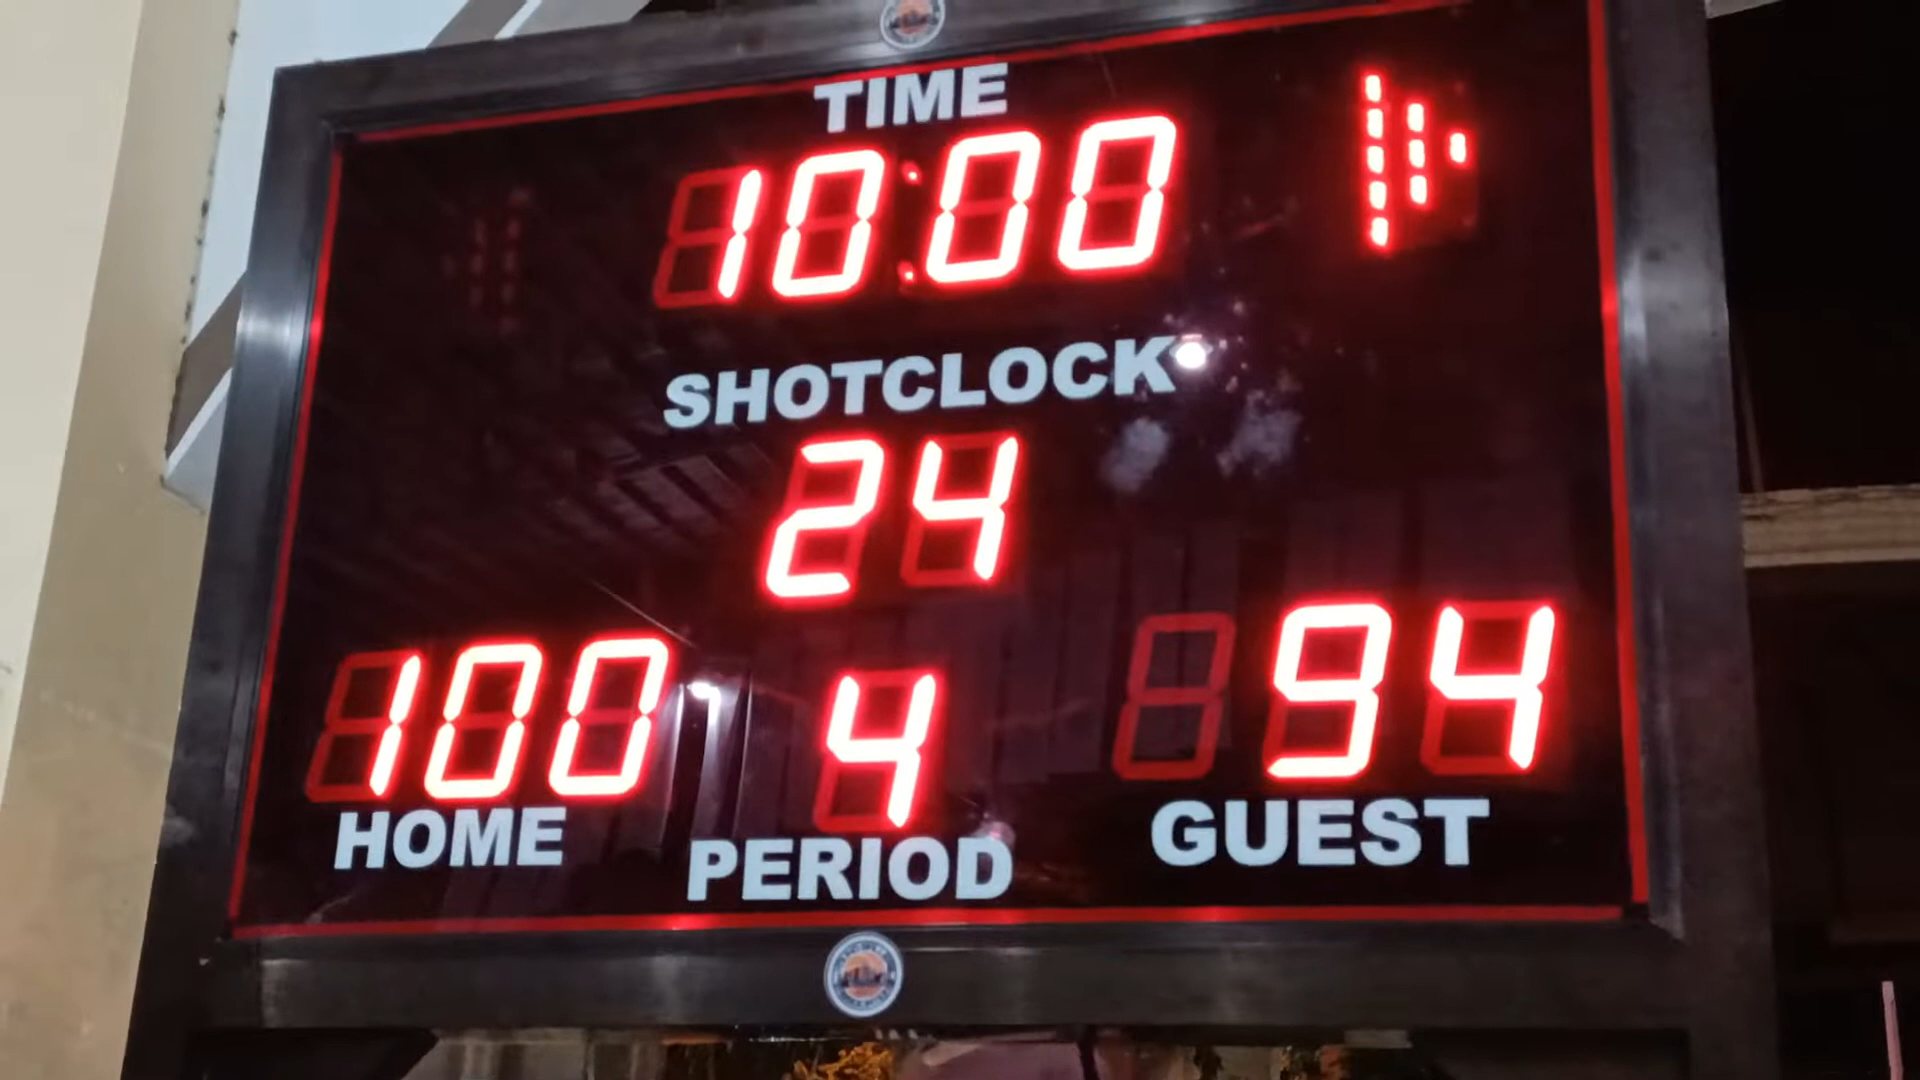 TIME
10:00
SHOTCLOCK
24
100 4 94
HOME PERIOD GUEST